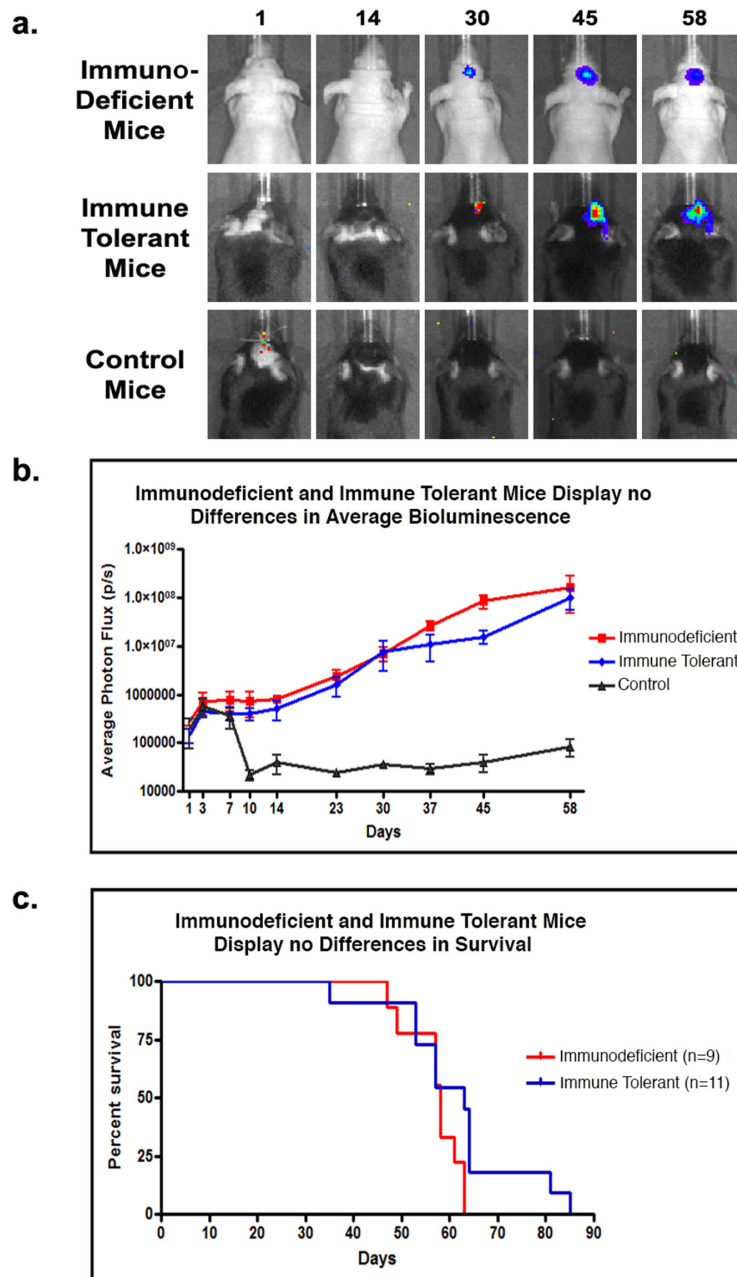 a.
1 14 30 45 58
Immuno-
Deficient
Mice
Immune
Tolerant
Mice
Control
Mice
b.
Immunodeficient and Immune Tolerant Mice Display no
Differences in Average Bioluminescence
Average Photon Flux (p/s)
1.0×10⁰⁹
1.0×10⁰⁸
1.0×10⁰⁷
1000000
100000
10000
1 3 7 10 14 23 30 37 45 58
Days
Immunodeficient
Immune Tolerant
Control
c.
Immunodeficient and Immune Tolerant Mice
Display no Differences in Survival
Percent survival
100
75
50
25
0
0 10 20 30 40 50 60 70 80 90
Days
Immunodeficient (n=9)
Immune Tolerant (n=11)